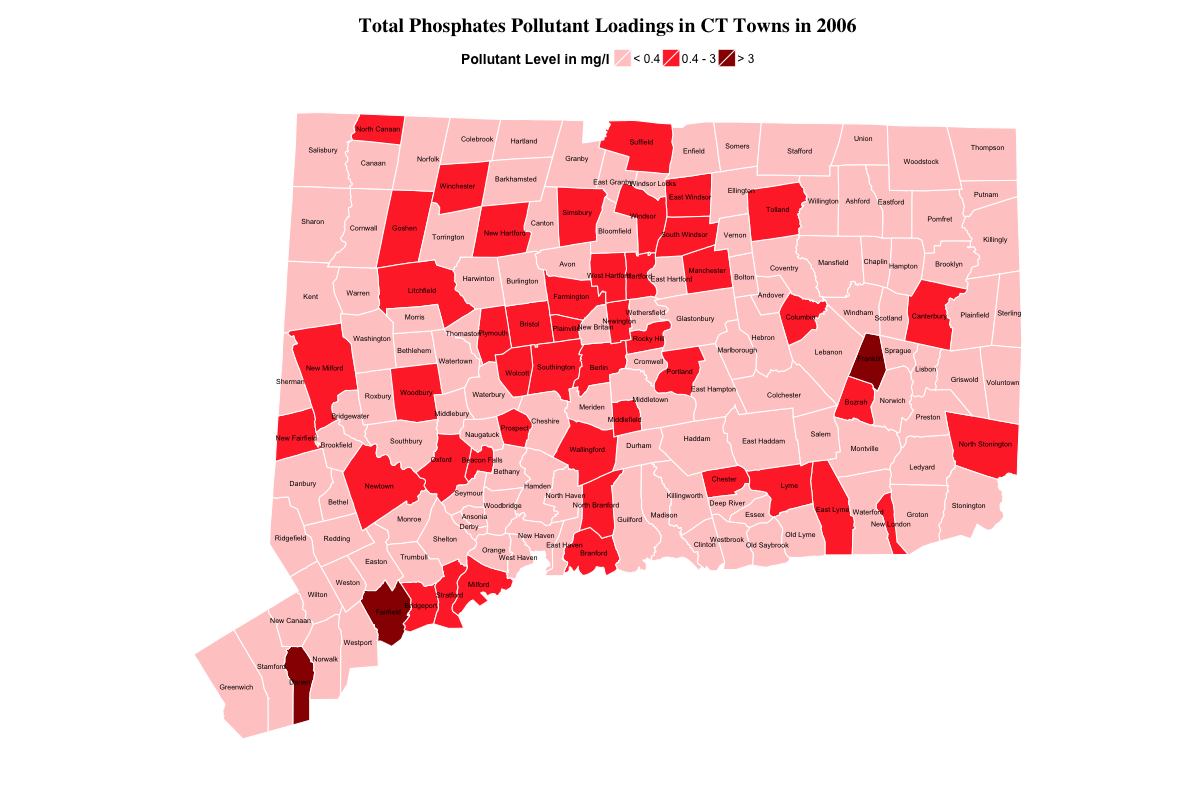 Total Phosphates Pollutant Loadings in CT Towns in 2006
Pollutant Level in mg/l < 0.4 0.4 - 3 > 3
North Canaan
Salisbury
Canaan
Norfolk
Colebrook
Hartland
Granby
Suffield
Enfield
Somers
Stafford
Union
Woodstock
Thompson
Winchester
Barkhamsted
East Granby
Windsor Locks
East Windsor
Ellington
Tolland
Willington
Ashford
Eastford
Putnam
Sharon
Cornwall
Goshen
Torrington
New Hartford
Canton
Simsbury
Bloomfield
Windsor
South Windsor
Vernon
Pomfret
Killingly
Kent
Warren
Litchfield
Harwinton
Burlington
Avon
West Hartford
Hartford
East Hartford
Manchester
Bolton
Coventry
Mansfield
Chaplin
Hampton
Brooklyn
Morris
Farmington
Andover
Washington
Thomaston
Plymouth
Bristol
Plainville
New Britain
Newington
Wethersfield
Glastonbury
Columbia
Windham
Scotland
Canterbury
Plainfield
Sterling
Bethlehem
Watertown
Rocky Hill
Hebron
Marlborough
Lebanon
Franklin
Sprague
New Milford
Wolcott
Southington
Berlin
Cromwell
Portland
Lisbon
Griswold
Voluntown
Sherman
Roxbury
Woodbury
Waterbury
East Hampton
Colchester
Bozrah
Norwich
Bridgewater
Middlebury
Meriden
Middletown
Middlefield
Preston
New Fairfield
Brookfield
Southbury
Naugatuck
Prospect
Cheshire
Wallingford
Durham
Haddam
East Haddam
Salem
Montville
North Stonington
Danbury
Bethel
Newtown
Oxford
Beacon Falls
Bethany
Hamden
Ledyard
Seymour
Woodbridge
North Haven
North Branford
Killingworth
Chester
Deep River
Lyme
Ridgefield
Redding
Monroe
Ansonia
Derby
Guilford
Madison
Essex
East Lyme
Waterford
New London
Groton
Stonington
Easton
Trumbull
Shelton
Orange
New Haven
West Haven
East Haven
Branford
Clinton
Westbrook
Old Saybrook
Old Lyme
Wilton
Weston
Fairfield
Bridgeport
Stratford
Milford
New Canaan
Westport
Norwalk
Stamford
Darien
Greenwich